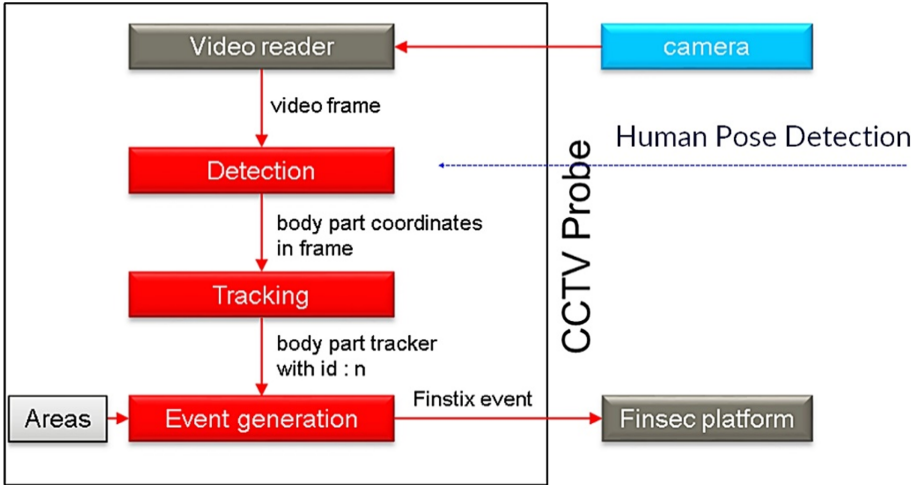 Video reader
camera
video frame
Human Pose Detection
Detection
CCTV Probe
body part coordinates
in frame
Tracking
body part tracker
with id : n
Areas
Event generation
Finstix event
Finsec platform